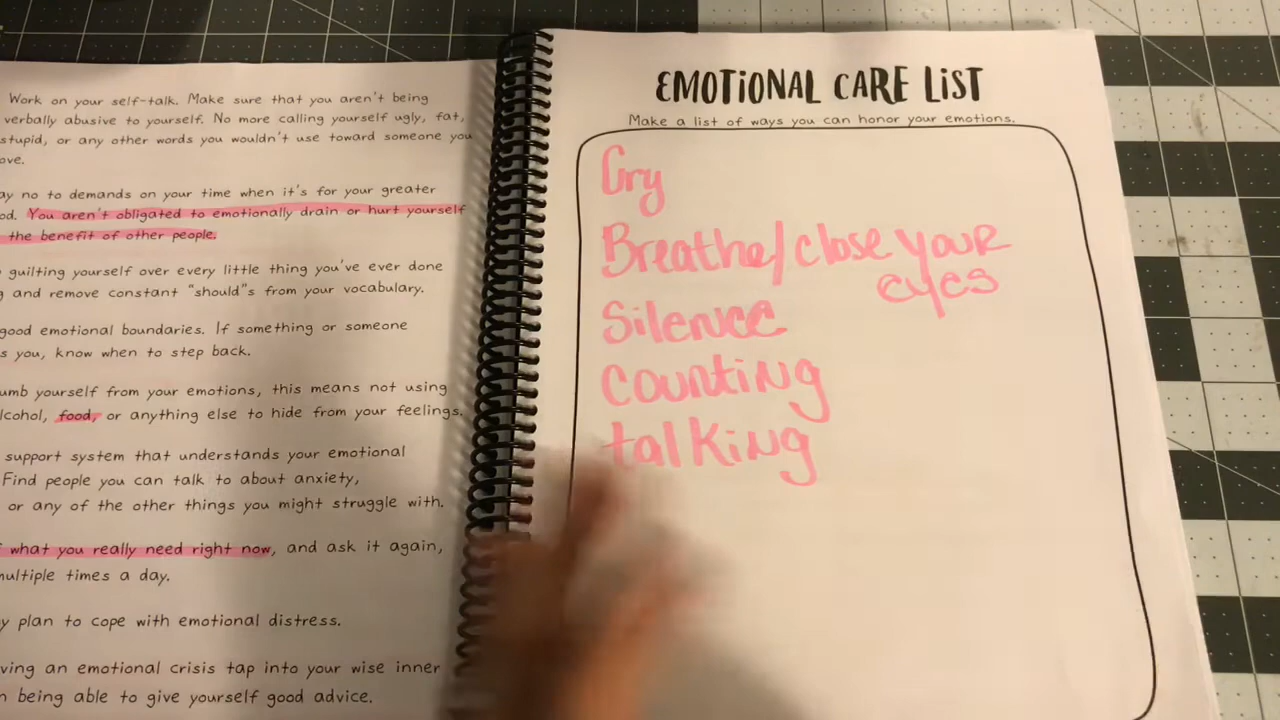 Work on your self-talk. Make sure that you aren't being
verbally abusive to yourself. No more calling yourself ugly, fat,
stupid, or any other words you wouldn't use toward someone you
no to demands on your time when it's for your greater
You aren't obligated to emotionally drain or hurt yourself
the benefit of other people.
guilting yourself over every little thing you've ever done
and remove constant "should"s from your vocabulary.
good emotional boundaries. If something or someone
you, know when to step back.
yourself from your emotions, this means not using
food, or anything else to hide from your feelings.
support system that understands your emotional
Find people you can talk to about anxiety,
or any of the other things you might struggle with.
what you really need right now, and ask it again,
multiple times a day.
plan to cope with emotional distress.
an emotional crisis tap into your wise inner
being able to give yourself good advice.
EMOTIONAL CARE LIST
Make a list of ways you can honor your emotions.
Cry
Breathe/close your
eyes
Silence
counting
talking